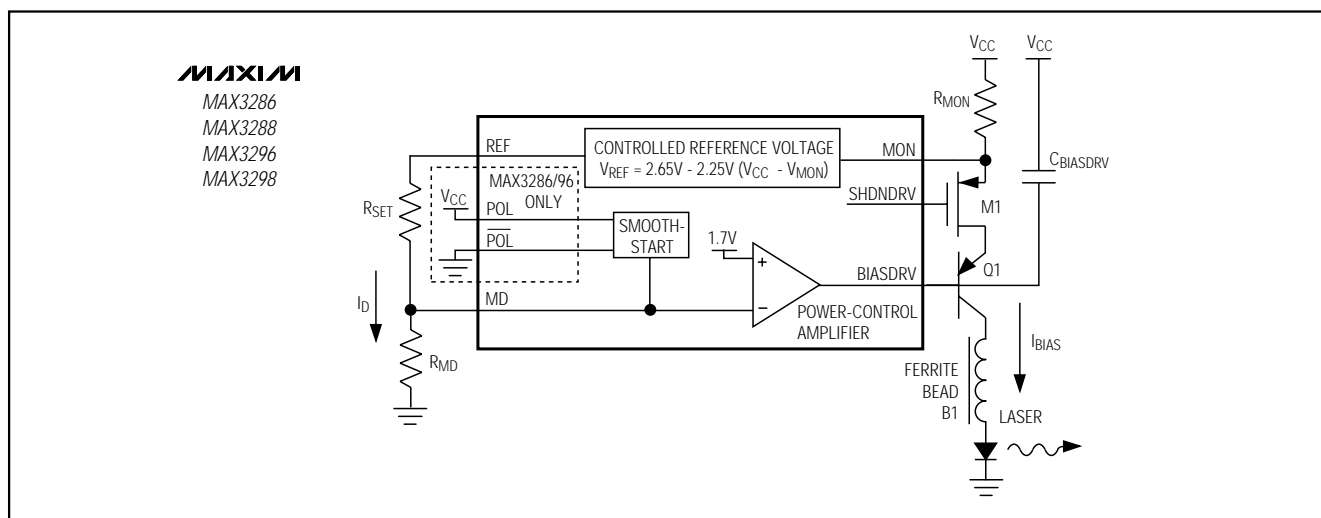 MAXIM
MAX3286
MAX3288
MAX3296
MAX3298
VCC
VCC
RMON
REF
CONTROLLED REFERENCE VOLTAGE
VREF = 2.65V - 2.25V (VCC - VMON)
MON
CBIASDRV
MAX3286/96
ONLY
VCC
POL
SHDNDRV
M1
RSET
P̅O̅L̅
SMOOTH-
START
1.7V
+
BIASDRV
Q1
ID
MD
−
POWER-CONTROL
AMPLIFIER
RMD
IBIAS
FERRITE
BEAD
B1
LASER